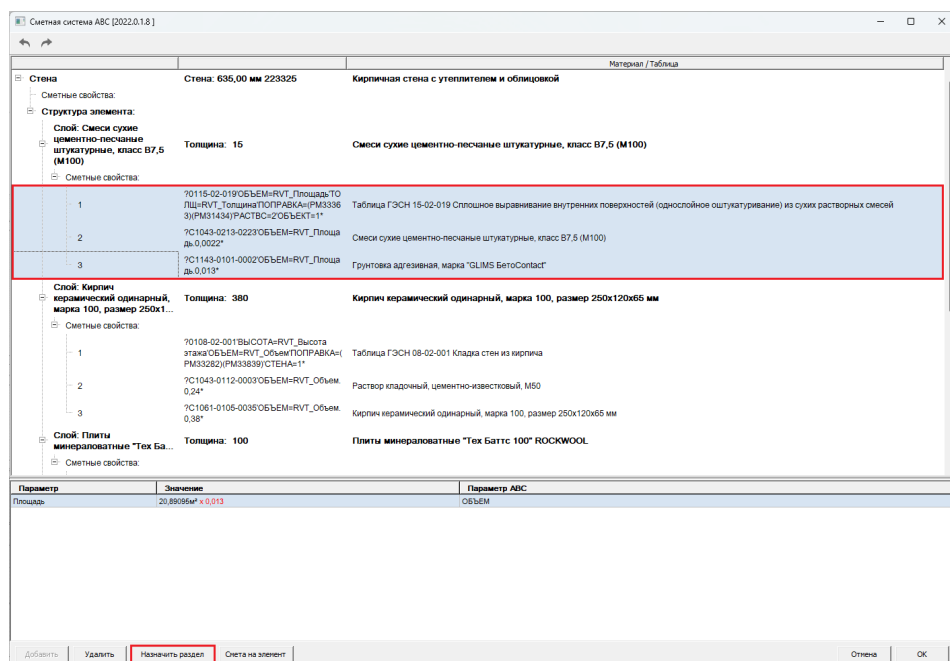 Сметная система ABC [2022.0.1.8 ]
Материал / Таблица
Стена Стена: 635,00 мм 223325 Кирпичная стена с утеплителем и облицовкой
Сметные свойства:
Структура элемента:
Слой: Смеси сухие
цементно-песчаные
штукатурные, класс В7,5
(М100)
Толщина: 15 Смеси сухие цементно-песчаные штукатурные, класс В7,5 (М100)
Сметные свойства:
1
?0115-02-019'ОБЪЕМ=RVT_Площадь'ТО
ЛЩ=RVT_Толщина'ПОПРАВКА=(РМ3336
3)(РМ31434)'РАСТВС=2'ОБЪЕКТ=1*
Таблица ГЭСН 15-02-019 Сплошное выравнивание внутренних поверхностей (однослойное оштукатуривание) из сухих растворных смесей
2
?С1043-0213-0223'ОБЪЕМ=RVT_Площа
дь.0,0022*
Смеси сухие цементно-песчаные штукатурные, класс В7,5 (М100)
3
?С1143-0101-0002'ОБЪЕМ=RVT_Площа
дь.0,013*
Грунтовка адгезивная, марка "GLIMS БетоContact"
Слой: Кирпич
керамический одинарный,
марка 100, размер 250х1...
Толщина: 380 Кирпич керамический одинарный, марка 100, размер 250х120х65 мм
Сметные свойства:
1
?0108-02-001'ВЫСОТА=RVT_Высота
этажа'ОБЪЕМ=RVT_Объем'ПОПРАВКА=(
РМ33282)(РМ33839)'СТЕНА=1*
Таблица ГЭСН 08-02-001 Кладка стен из кирпича
2
?С1043-0112-0003'ОБЪЕМ=RVT_Объем.
0,24*
Раствор кладочный, цементно-известковый, М50
3
?С1061-0105-0035'ОБЪЕМ=RVT_Объем.
0,38*
Кирпич керамический одинарный, марка 100, размер 250х120х65 мм
Слой: Плиты
минераловатные "Тех Ба...
Толщина: 100 Плиты минераловатные "Тех Баттс 100" ROCKWOOL
Сметные свойства:
Параметр Значение Параметр ABC
Площадь 20,89095м² x 0,013 ОБЪЕМ
Добавить Удалить Назначить раздел Смета на элемент Отмена ОК